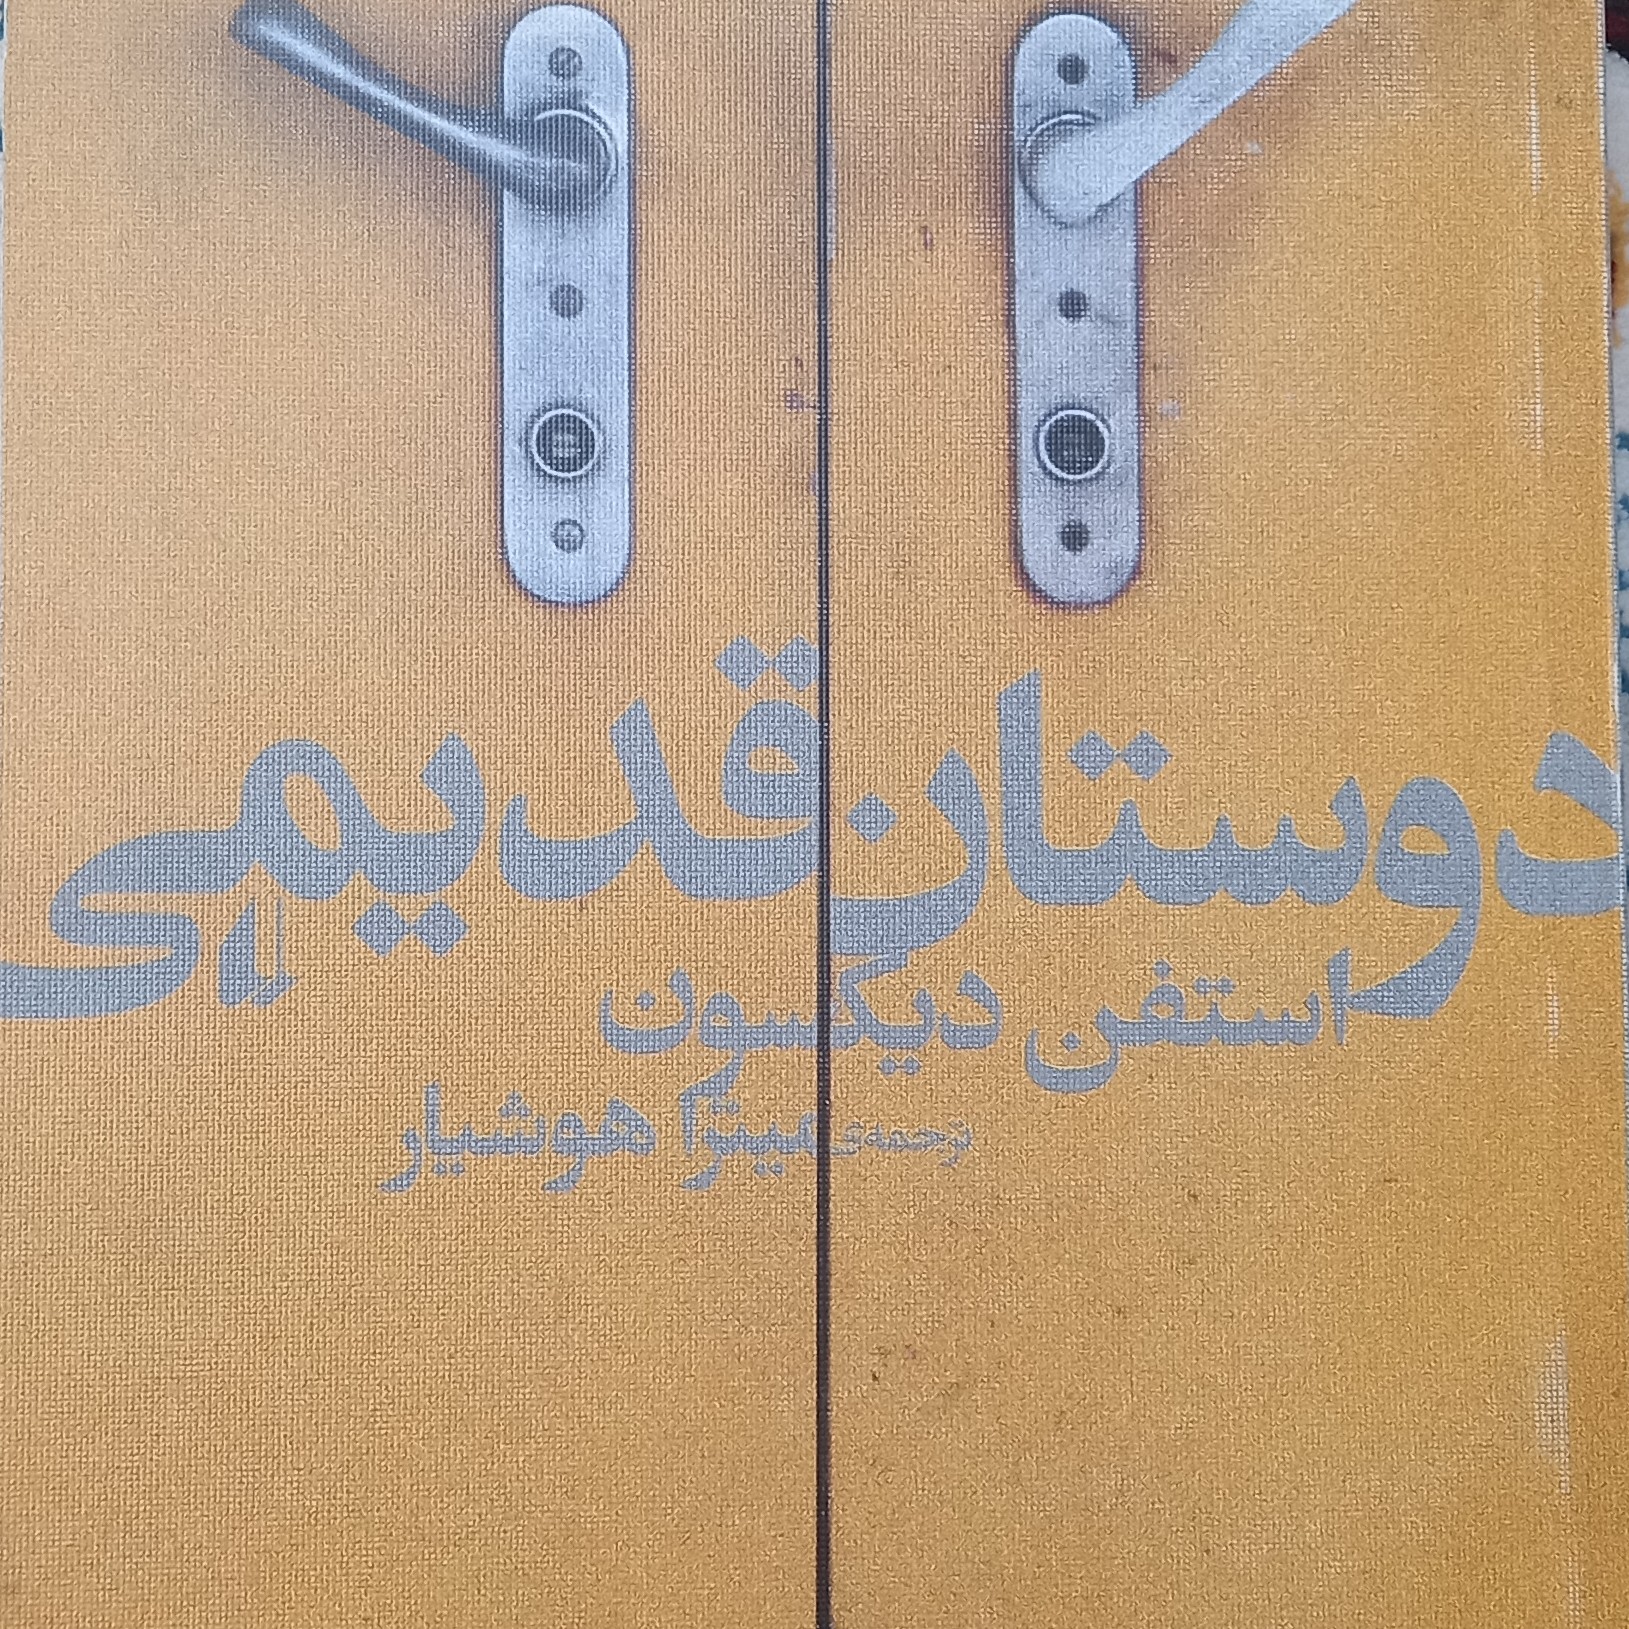 دوستان قدیمی
استفن دیکسون
ترجمه‌ی میترا هوشیار